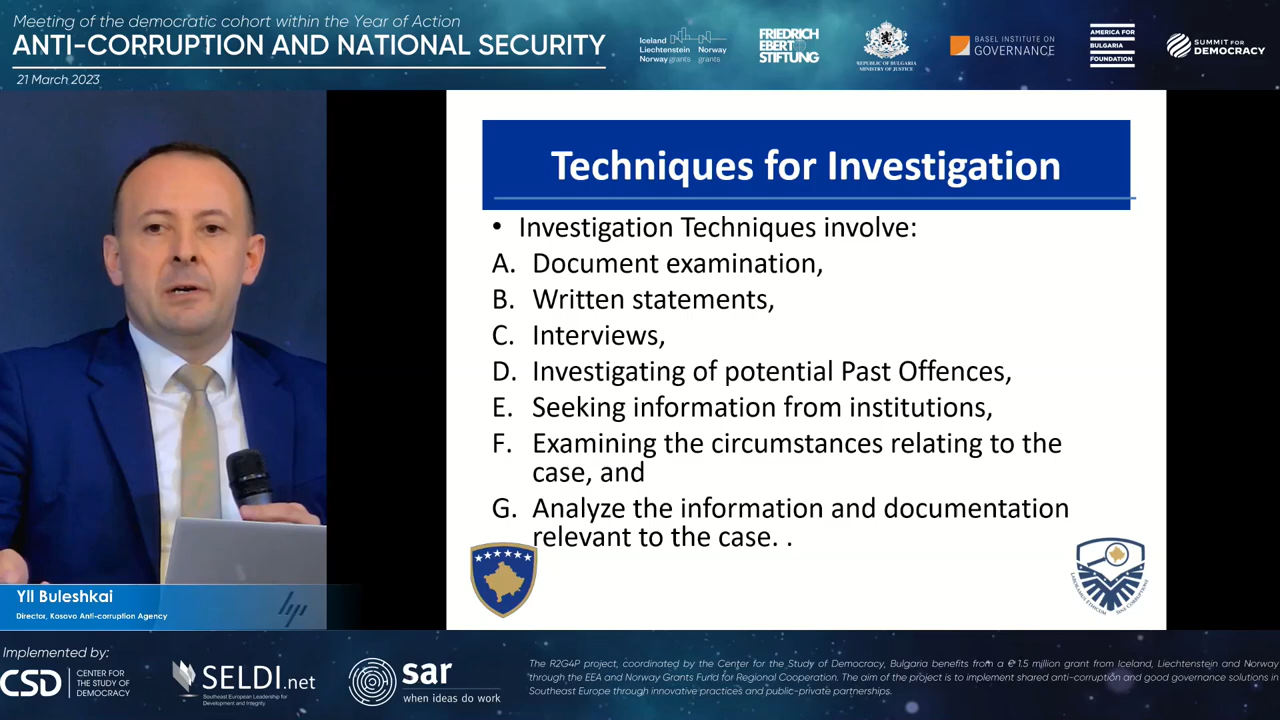 Meeting of the democratic cohort within the Year of Action
ANTI-CORRUPTION AND NATIONAL SECURITY
21 March 2023
Iceland
Liechtenstein Norway
Norway grants grants
FRIEDRICH
EBERT
STIFTUNG
REPUBLIC OF BULGARIA
MINISTRY OF JUSTICE
BASEL INSTITUTE ON
GOVERNANCE
AMERICA FOR
BULGARIA
FOUNDATION
SUMMIT FOR
DEMOCRACY
Techniques for Investigation
• Investigation Techniques involve:
A. Document examination,
B. Written statements,
C. Interviews,
D. Investigating of potential Past Offences,
E. Seeking information from institutions,
F. Examining the circumstances relating to the
case, and
G. Analyze the information and documentation
relevant to the case. .
Yll Buleshkai
Director, Kosovo Anti-corruption Agency
hp
Implemented by:
CSD
CENTER FOR
THE STUDY OF
DEMOCRACY
SELDI.net
Southeast European Leadership for
Development and Integrity
sar
when ideas do work
The R2G4P project, coordinated by the Center for the Study of Democracy, Bulgaria benefits from a € 1.5 million grant from Iceland, Liechtenstein and Norway
through the EEA and Norway Grants Fund for Regional Cooperation. The aim of the project is to implement shared anti-corruption and good governance solutions in
Southeast Europe through innovative practices and public-private partnerships.